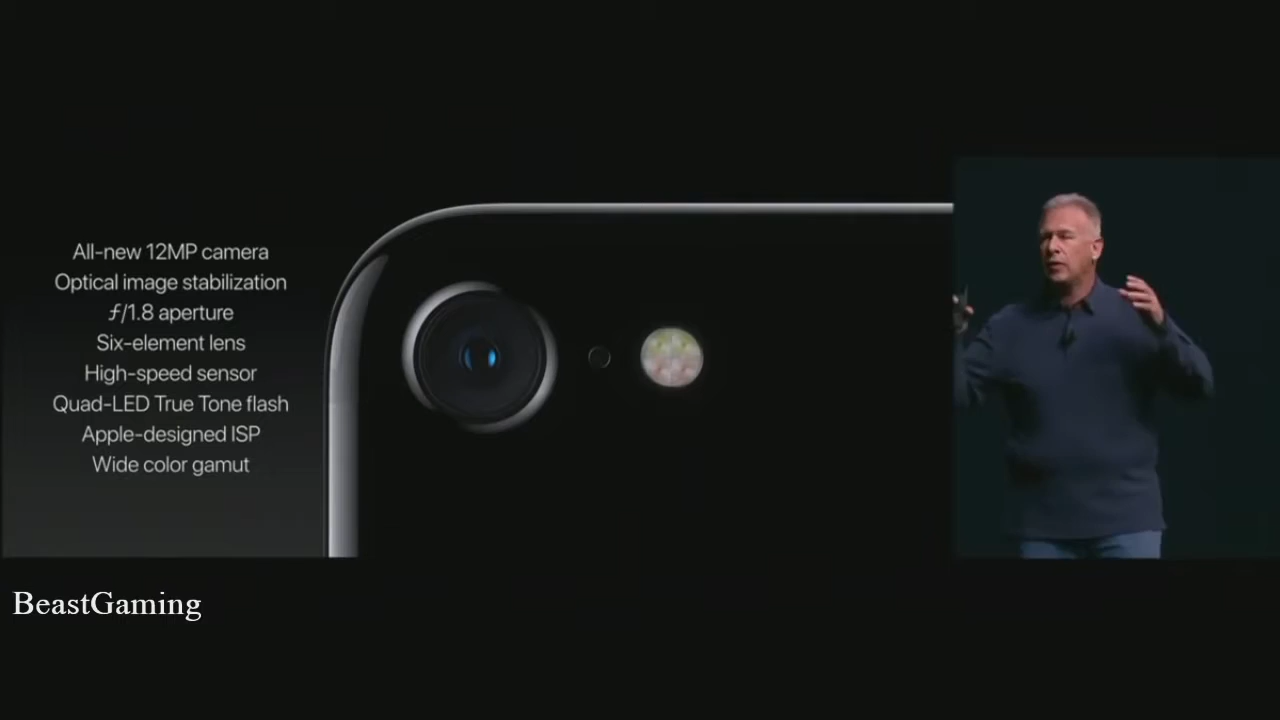 All-new 12MP camera
Optical image stabilization
ƒ/1.8 aperture
Six-element lens
High-speed sensor
Quad-LED True Tone flash
Apple-designed ISP
Wide color gamut
BeastGaming